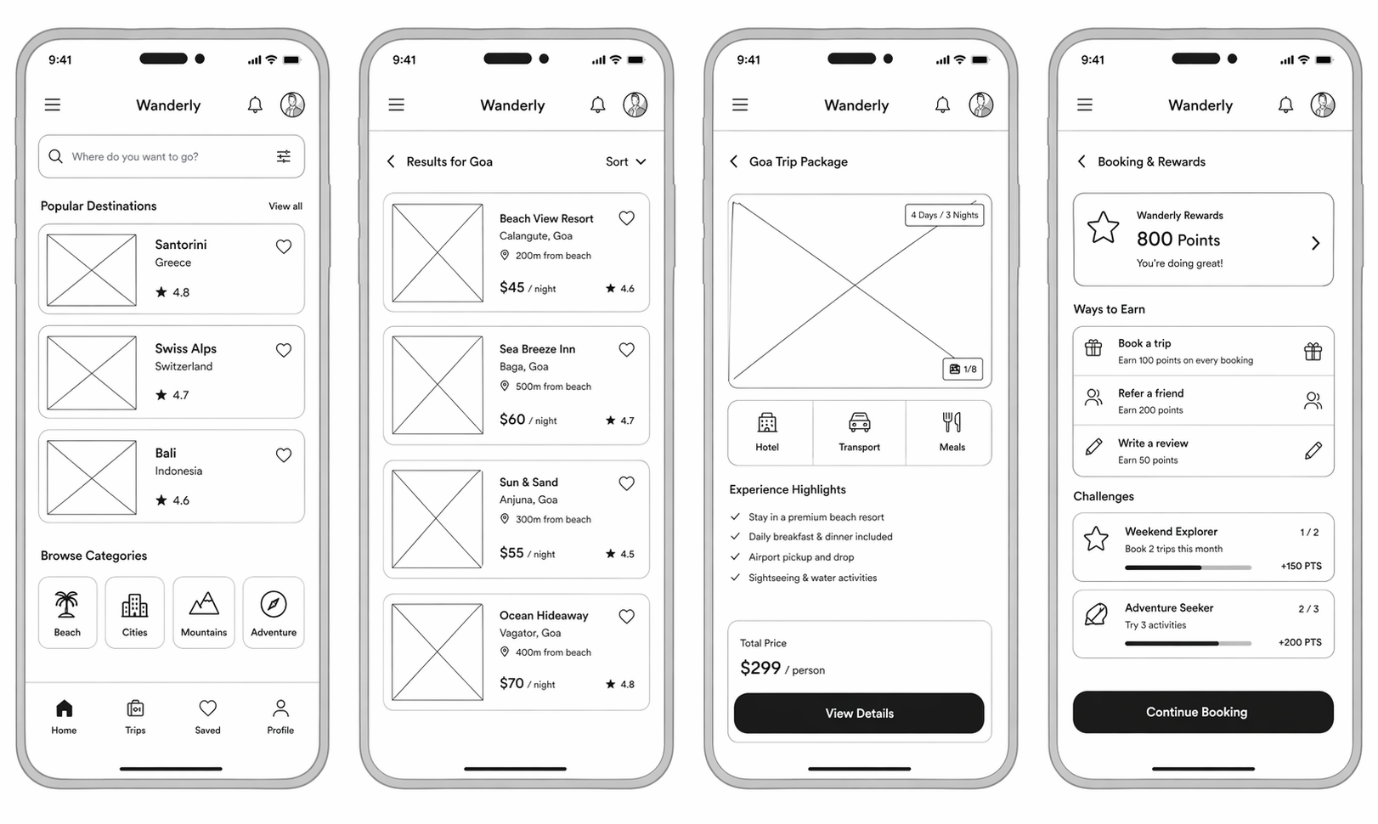 9:41
Wanderly
Where do you want to go?
Popular Destinations
View all
Santorini
Greece
★ 4.8
Swiss Alps
Switzerland
★ 4.7
Bali
Indonesia
★ 4.6
Browse Categories
Beach
Cities
Mountains
Adventure
Home
Trips
Saved
Profile
9:41
Wanderly
Results for Goa
Sort
Beach View Resort
Calangute, Goa
200m from beach
$45 / night
★ 4.6
Sea Breeze Inn
Baga, Goa
500m from beach
$60 / night
★ 4.7
Sun & Sand
Anjuna, Goa
300m from beach
$55 / night
★ 4.5
Ocean Hideaway
Vagator, Goa
400m from beach
$70 / night
★ 4.8
9:41
Wanderly
Goa Trip Package
4 Days / 3 Nights
1/8
Hotel
Transport
Meals
Experience Highlights
✓ Stay in a premium beach resort
✓ Daily breakfast & dinner included
✓ Airport pickup and drop
✓ Sightseeing & water activities
Total Price
$299 / person
View Details
9:41
Wanderly
Booking & Rewards
Wanderly Rewards
800 Points
You're doing great!
Ways to Earn
Book a trip
Earn 100 points on every booking
Refer a friend
Earn 200 points
Write a review
Earn 50 points
Challenges
Weekend Explorer
1 / 2
Book 2 trips this month
+150 PTS
Adventure Seeker
2 / 3
Try 3 activities
+200 PTS
Continue Booking